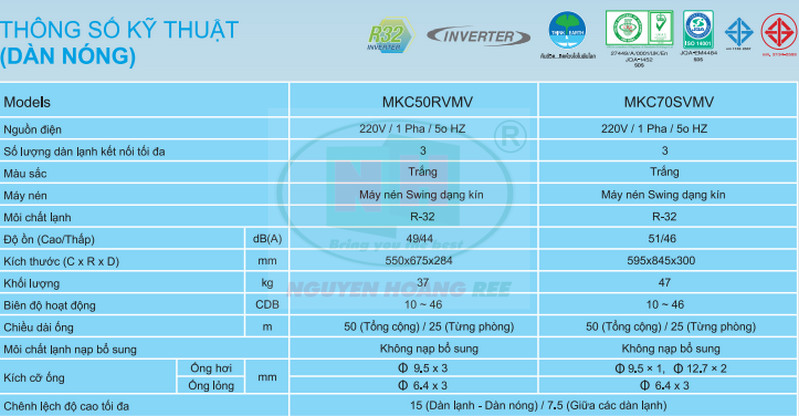 THÔNG SỐ KỸ THUẬT
(DÀN NÓNG)
R32
INVERTER
INVERTER
THINK EARTH
ISO 14001
JQA-1452
JQA-EM4404
Models MKC50RVMV MKC70SVMV
Nguồn điện 220V / 1 Pha / 5o HZ 220V / 1 Pha / 5o HZ
Số lượng dàn lạnh kết nối tối đa 3 3
Màu sắc Trắng Trắng
Máy nén Máy nén Swing dạng kín Máy nén Swing dạng kín
Môi chất lạnh R-32 R-32
Độ ồn (Cao/Thấp) dB(A) 49/44 51/46
Kích thước (C x R x D) mm 550x675x284 595x845x300
Khối lượng kg 37 47
Biên độ hoạt động CDB 10 ~ 46 10 ~ 46
Chiều dài ống m 50 (Tổng cộng) / 25 (Từng phòng) 50 (Tổng cộng) / 25 (Từng phòng)
Môi chất lạnh nạp bổ sung Không nạp bổ sung Không nạp bổ sung
Kích cỡ ống mm
Ống hơi Φ 9.5 x 3 Φ 9.5 × 1, Φ 12.7 × 2
Ống lỏng Φ 6.4 x 3 Φ 6.4 x 3
Chênh lệch độ cao tối đa 15 (Dàn lạnh - Dàn nóng) / 7.5 (Giữa các dàn lạnh)
NH
®
Bring you the best
NGUYEN HOANG REE